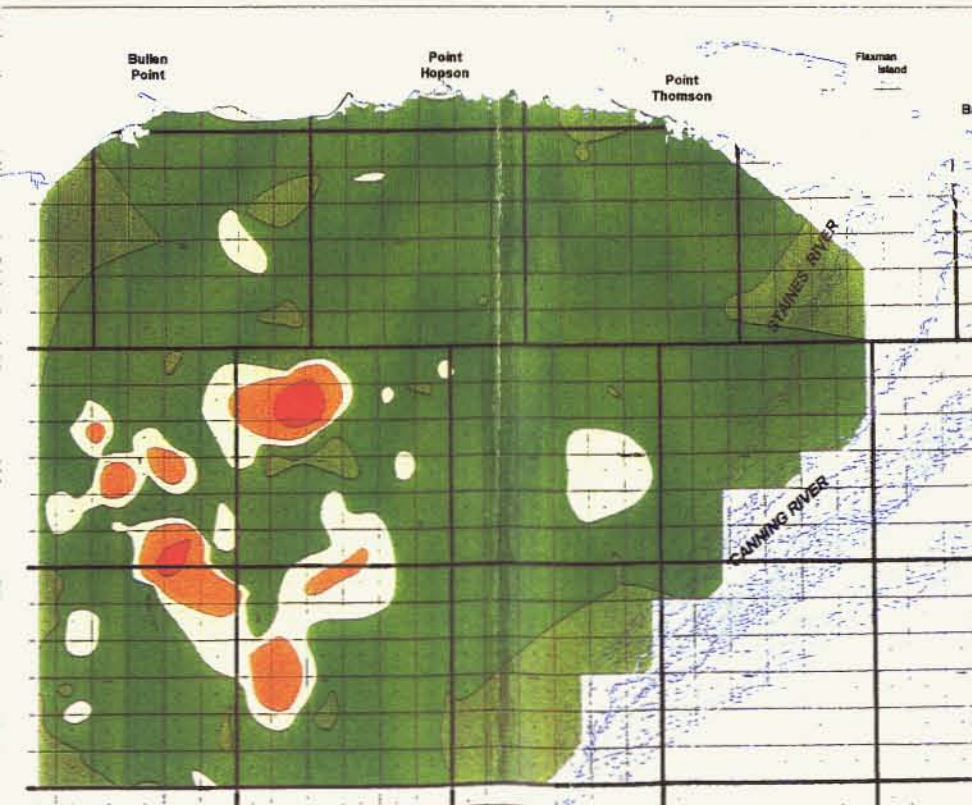 Bullen
Point
Point
Hopson
Point
Thomson
Flaxman
Island
STAINES RIVER
CANNING RIVER